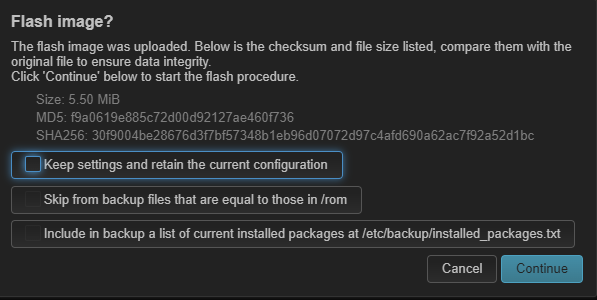 Flash image?
The flash image was uploaded. Below is the checksum and file size listed, compare them with the
original file to ensure data integrity.
Click 'Continue' below to start the flash procedure.
Size: 5.50 MiB
MD5: f9a0619e885c72d00d92127ae460f736
SHA256: 30f9004be28676d3f7bf57348b1eb96d07072d97c4afd690a62ac7f92a52d1bc
Keep settings and retain the current configuration
Skip from backup files that are equal to those in /rom
Include in backup a list of current installed packages at /etc/backup/installed_packages.txt
Cancel
Continue